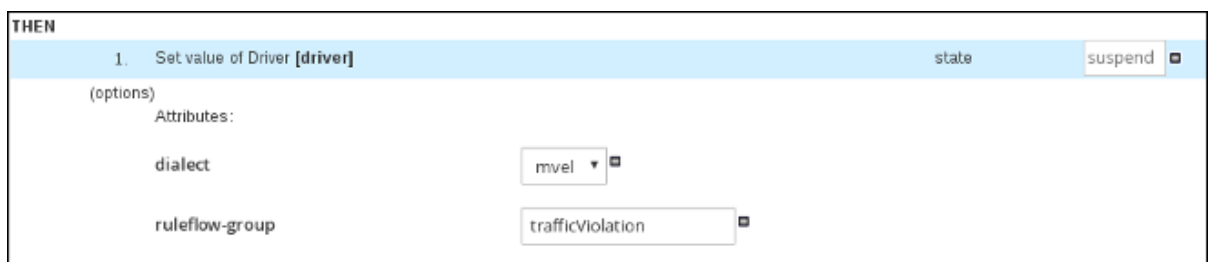 THEN
1. Set value of Driver [driver] state suspend
(options)
Attributes:
dialect mvel
ruleflow-group trafficViolation